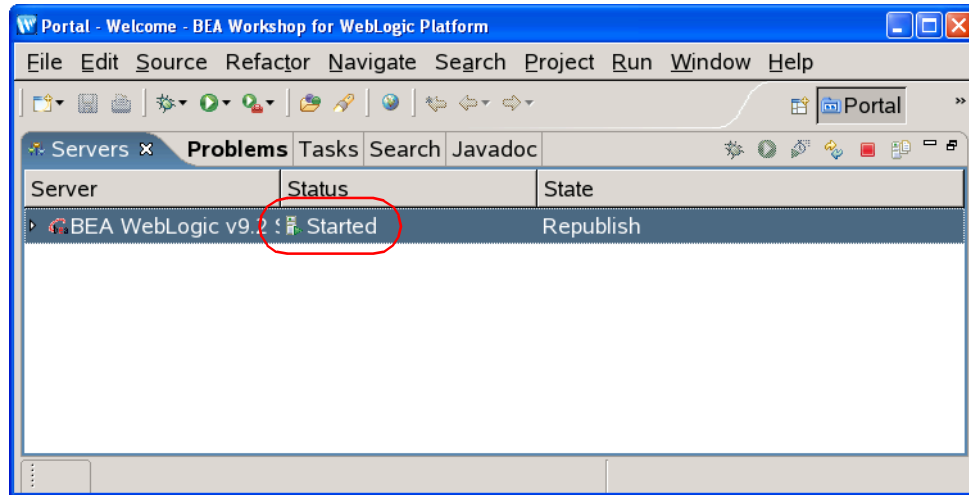 Portal - Welcome - BEA Workshop for WebLogic Platform
File Edit Source Refactor Navigate Search Project Run Window Help
Portal »
Servers Problems Tasks Search Javadoc
Server Status State
BEA WebLogic v9.2 S Started Republish